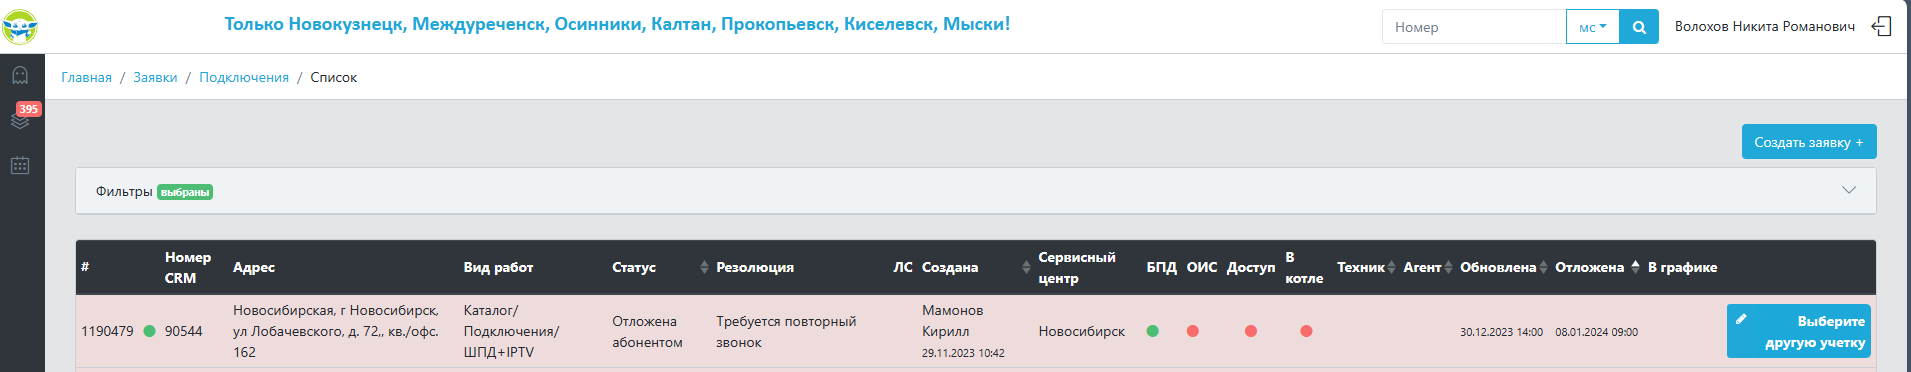 Только Новокузнецк, Междуреченск, Осинники, Калтан, Прокопьевск, Киселевск, Мыски!
Номер
мс
Волохов Никита Романович
395
Главная / Заявки / Подключения / Список
Создать заявку +
Фильтры выбраны
#
Номер
CRM
Адрес
Вид работ
Статус
Резолюция
ЛС
Создана
Сервисный
центр
БПД
ОИС
Доступ
В
котле
Техник
Агент
Обновлена
Отложена
В графике
1190479
90544
Новосибирская, г Новосибирск,
ул Лобачевского, д. 72,, кв./офс.
162
Каталог/
Подключения/
ШПД+IPTV
Отложена
абонентом
Требуется повторный
звонок
Мамонов
Кирилл
29.11.2023 10:42
Новосибирск
30.12.2023 14:00
08.01.2024 09:00
Выберите
другую учетку